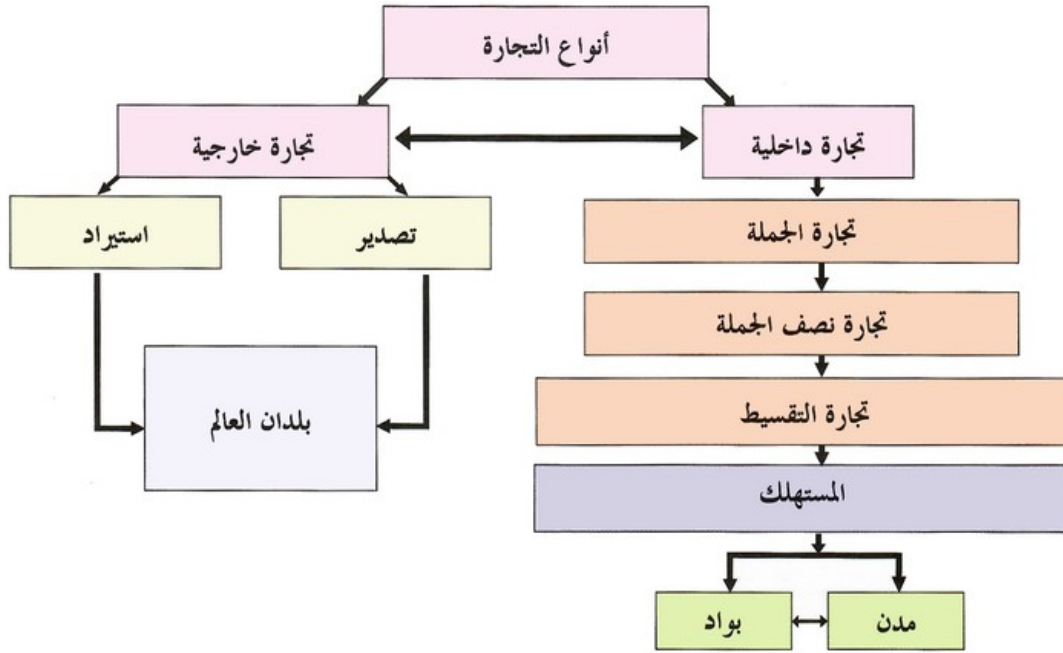 أنواع التجارة
تجارة داخلية
تجارة خارجية
تجارة الجملة
تصدير
استيراد
تجارة نصف الجملة
تجارة التقسيط
بلدان العالم
المستهلك
مدن
بواد